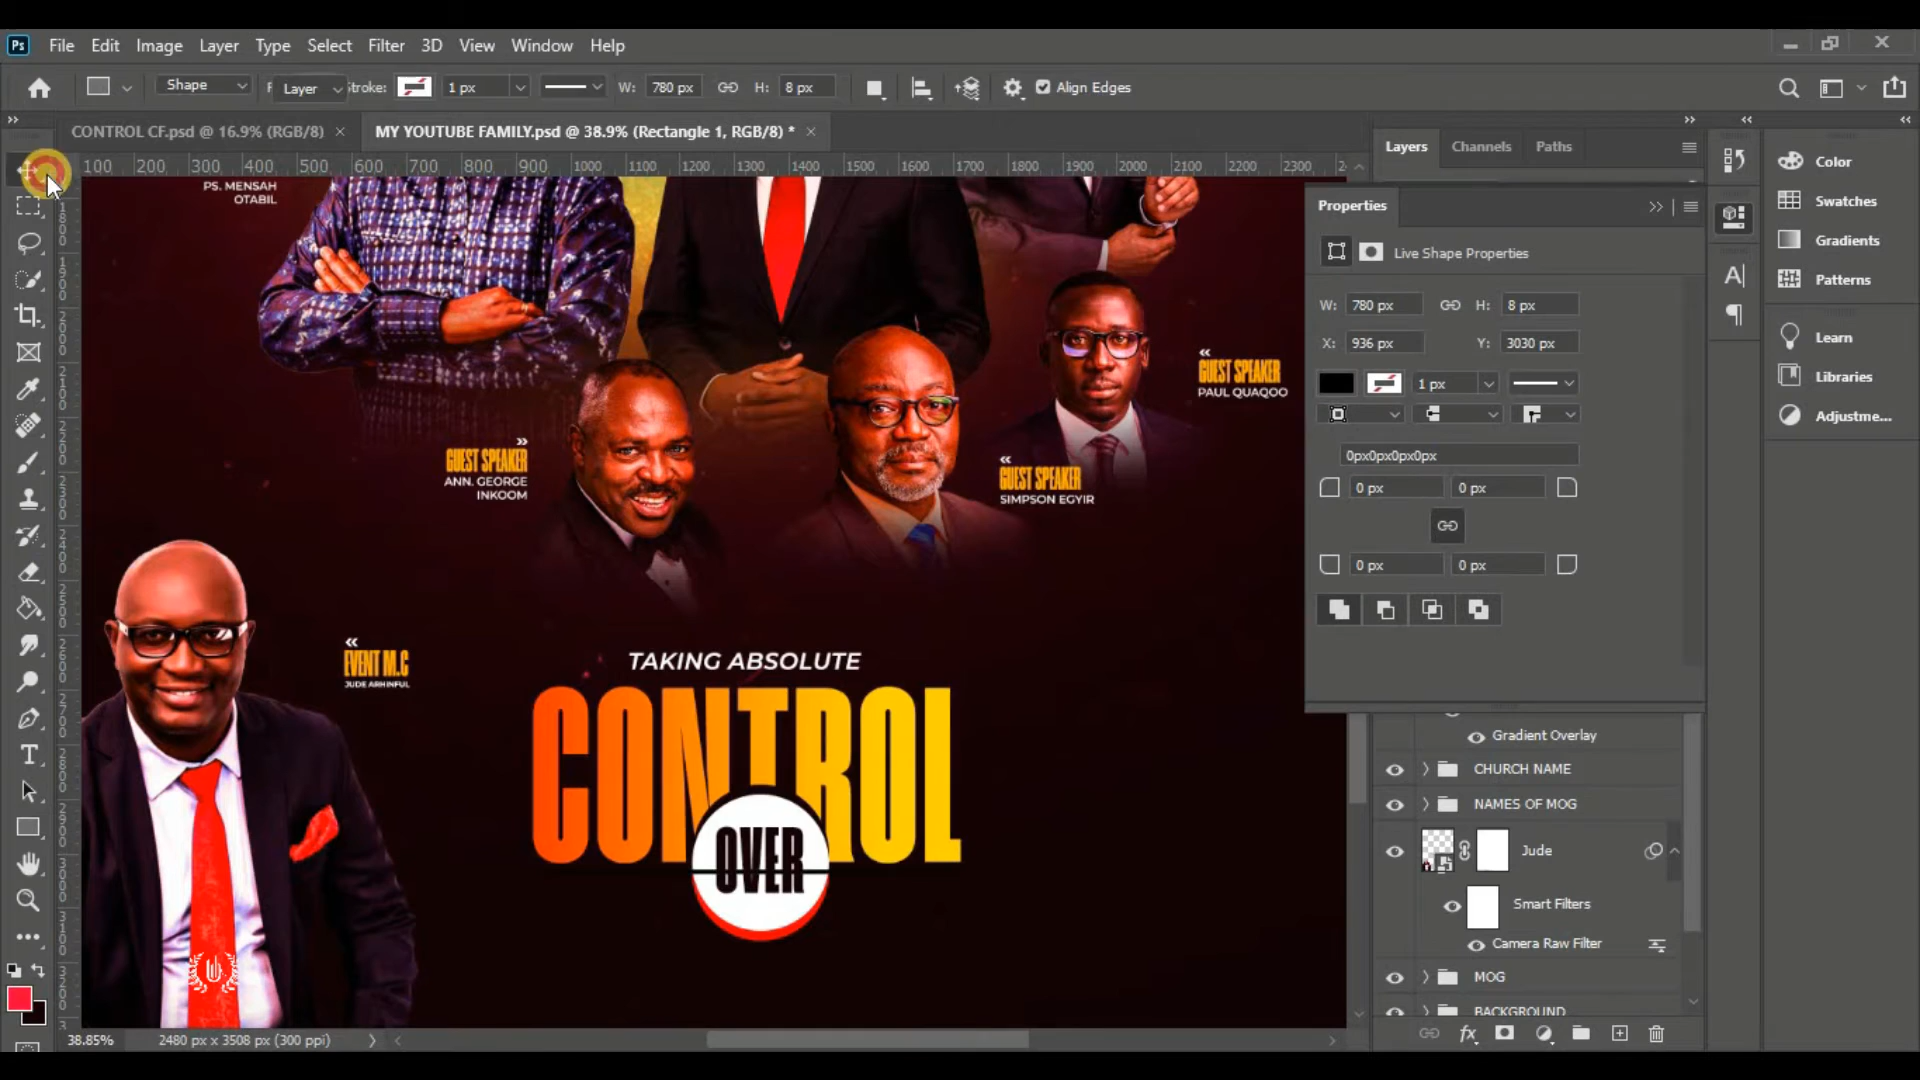 Ps File Edit Image Layer Type Select Filter 3D View Window Help
Shape Layer Stroke: 1 px W: 780 px H: 8 px Align Edges
CONTROL CF.psd @ 16.9% (RGB/8) × MY YOUTUBE FAMILY.psd @ 38.9% (Rectangle 1, RGB/8) * ×
100 200 300 400 500 600 700 800 900 1000 1100 1200 1300 1400 1500 1600 1700 1800 1900 2000 2100 2200 2300
Layers Channels Paths
Color
Swatches
Gradients
Patterns
Learn
Libraries
Adjustme...
Properties
Live Shape Properties
W: 780 px H: 8 px
X: 936 px Y: 3030 px
1 px
0px0px0px0px
0 px 0 px
0 px 0 px
PS. MENSAH
OTABIL
«
GUEST SPEAKER
PAUL QUAQOO
»
GUEST SPEAKER
ANN. GEORGE
INKOOM
«
GUEST SPEAKER
SIMPSON EGYIR
«
EVENT M.C
JUDE ARHINFUL
TAKING ABSOLUTE
CONTROL
OVER
Gradient Overlay
CHURCH NAME
NAMES OF MOG
Jude
Smart Filters
Camera Raw Filter
MOG
BACKGROUND
fx
38.85% 2480 px x 3508 px (300 ppi)